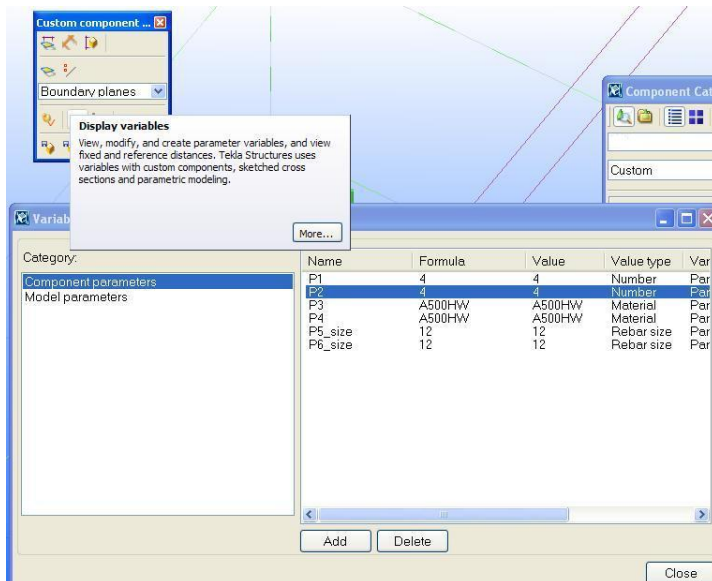 Custom component ...
Boundary planes
Display variables
View, modify, and create parameter variables, and view
fixed and reference distances. Tekla Structures uses
variables with custom components, sketched cross
sections and parametric modeling.
More...
Component Cat
Custom
Variab
Category:
Component parameters
Model parameters
Name Formula Value Value type Var
P1 4 4 Number Par
P2 4 4 Number Par
P3 A500HW A500HW Material Par
P4 A500HW A500HW Material Par
P5_size 12 12 Rebar size Par
P6_size 12 12 Rebar size Par
Add Delete
Close